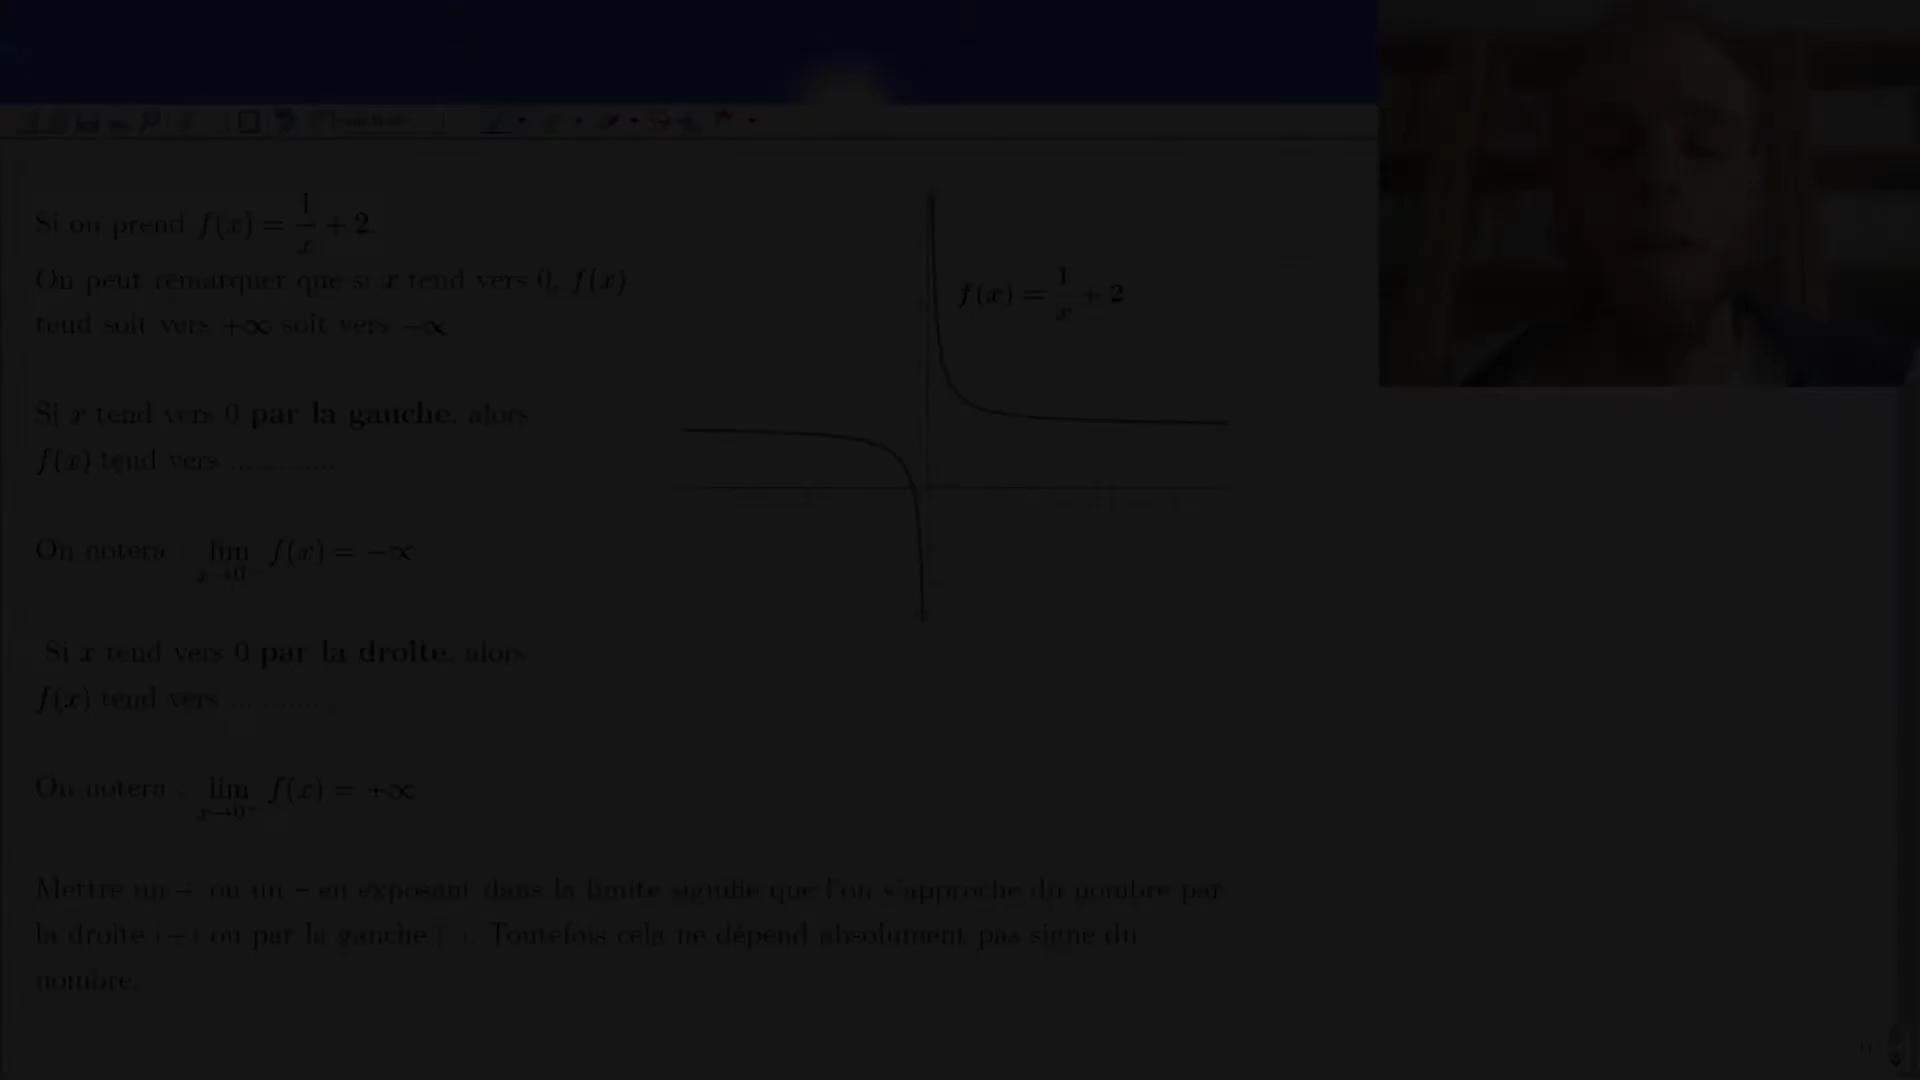 Si on prend f(x) = 1/x + 2.
On peut remarquer que si x tend vers 0, f(x)
tend soit vers +∞ soit vers −∞
f(x) = 1/x + 2
Si x tend vers 0 par la gauche, alors
f(x) tend vers ............
On notera : lim x→0⁻ f(x) = −∞
Si x tend vers 0 par la droite, alors
f(x) tend vers ............
On notera : lim x→0⁺ f(x) = +∞
Mettre un + ou un - en exposant dans la limite signifie que l'on s'approche du nombre par
la droite (+) ou par la gauche (-). Toutefois cela ne dépend absolument pas signe du
nombre.